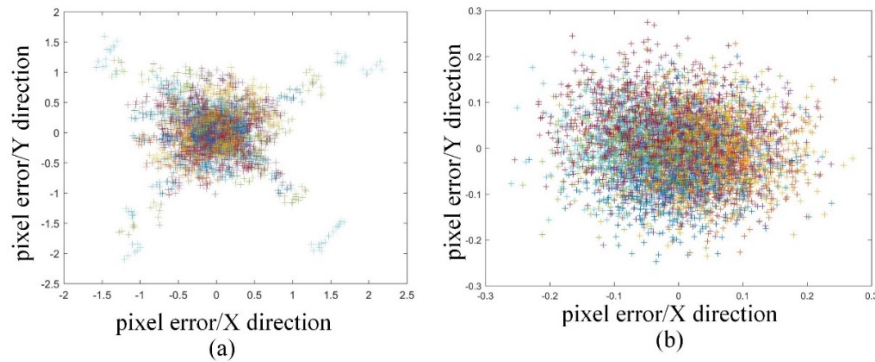 2
1.5
1
0.5
0
-0.5
-1
-1.5
-2
-2.5
-2 -1.5 -1 -0.5 0 0.5 1 1.5 2 2.5
pixel error/Y direction
pixel error/X direction
(a)
0.3
0.2
0.1
0
-0.1
-0.2
-0.3
-0.3 -0.2 -0.1 0 0.1 0.2 0.3
pixel error/Y direction
pixel error/X direction
(b)